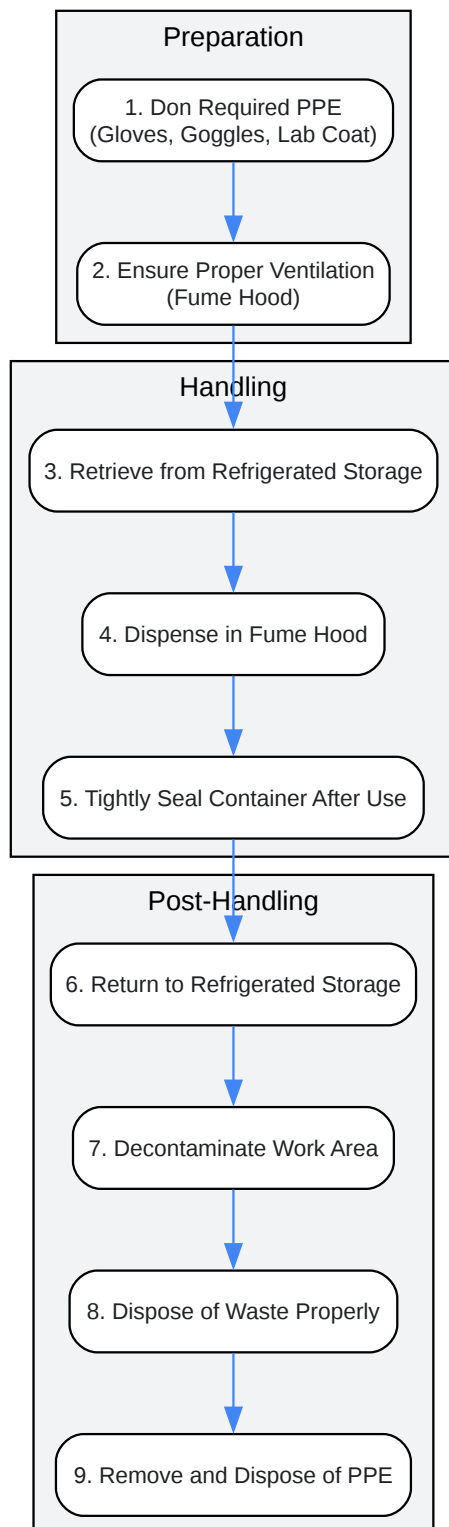 Preparation
1. Don Required PPE
(Gloves, Goggles, Lab Coat)
2. Ensure Proper Ventilation
(Fume Hood)
Handling
3. Retrieve from Refrigerated Storage
4. Dispense in Fume Hood
5. Tightly Seal Container After Use
Post-Handling
6. Return to Refrigerated Storage
7. Decontaminate Work Area
8. Dispose of Waste Properly
9. Remove and Dispose of PPE